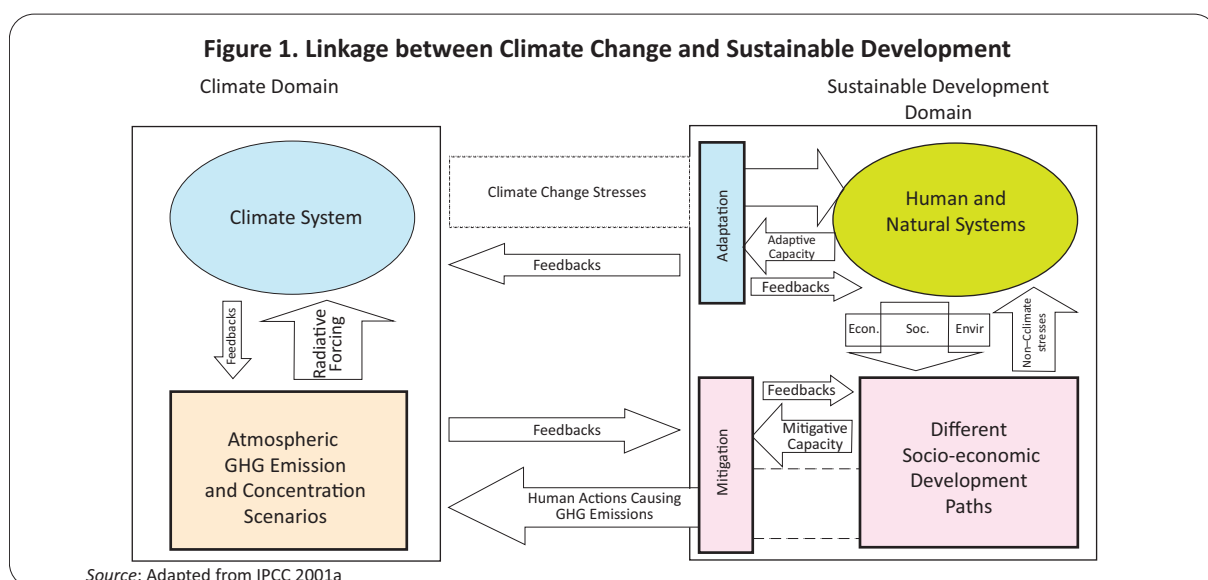 Figure 1. Linkage between Climate Change and Sustainable Development
Climate Domain
Sustainable Development
Domain
Climate System
Feedbacks
Radiative
Forcing
Atmospheric
GHG Emission
and Concentration
Scenarios
Climate Change Stresses
Feedbacks
Feedbacks
Human Actions Causing
GHG Emissions
Adaptation
Human and
Natural Systems
Adaptive
Capacity
Feedbacks
Econ.
Soc.
Envir
Non–Cclimate
stresses
Mitigation
Feedbacks
Mitigative
Capacity
Different
Socio-economic
Development
Paths
Source: Adapted from IPCC 2001a